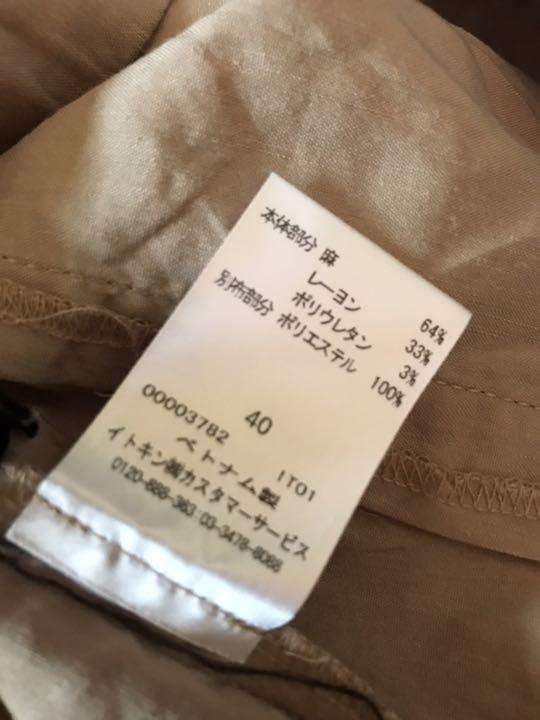 本体部分 麻 64%
レーヨン 33%
ポリウレタン 3%
別布部分 ポリエステル 100%
40
00003782 IT01
ベトナム製
イトキン㈱カスタマーサービス
0120-888-363 03-3478-8088